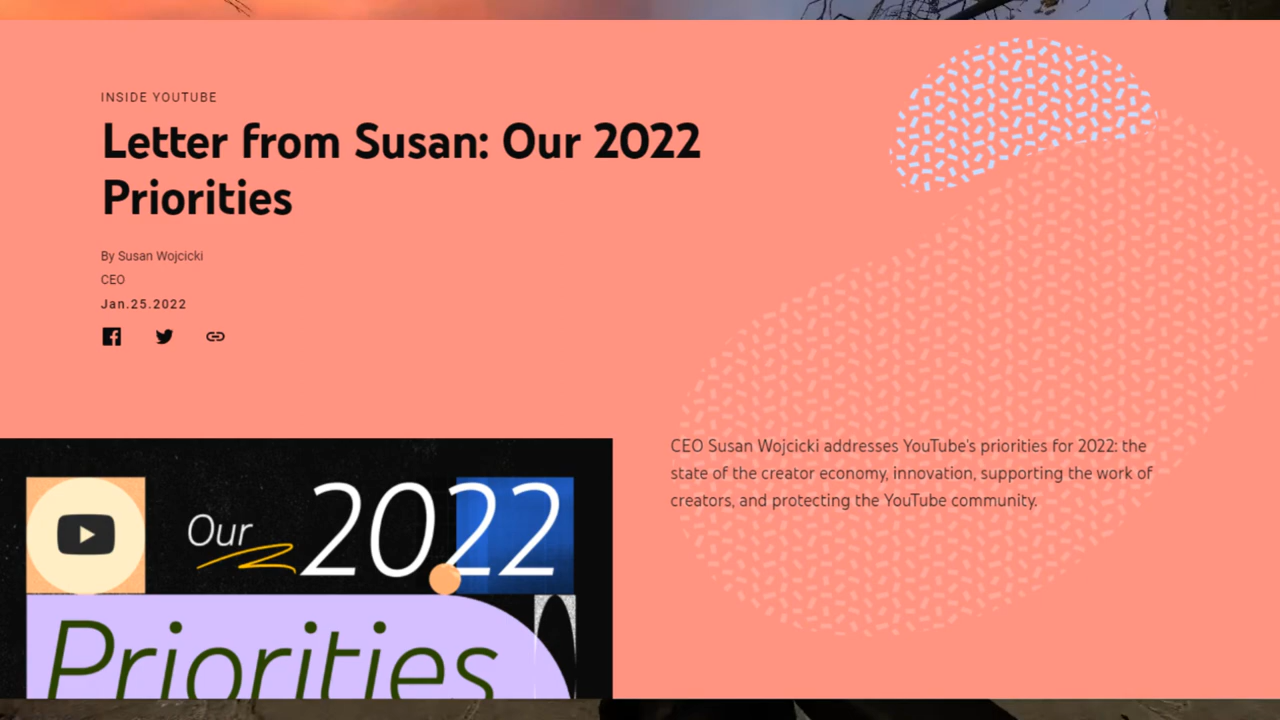 INSIDE YOUTUBE
Letter from Susan: Our 2022
Priorities
By Susan Wojcicki
CEO
Jan.25.2022
CEO Susan Wojcicki addresses YouTube's priorities for 2022: the
state of the creator economy, innovation, supporting the work of
creators, and protecting the YouTube community.
Our 2022
Priorities